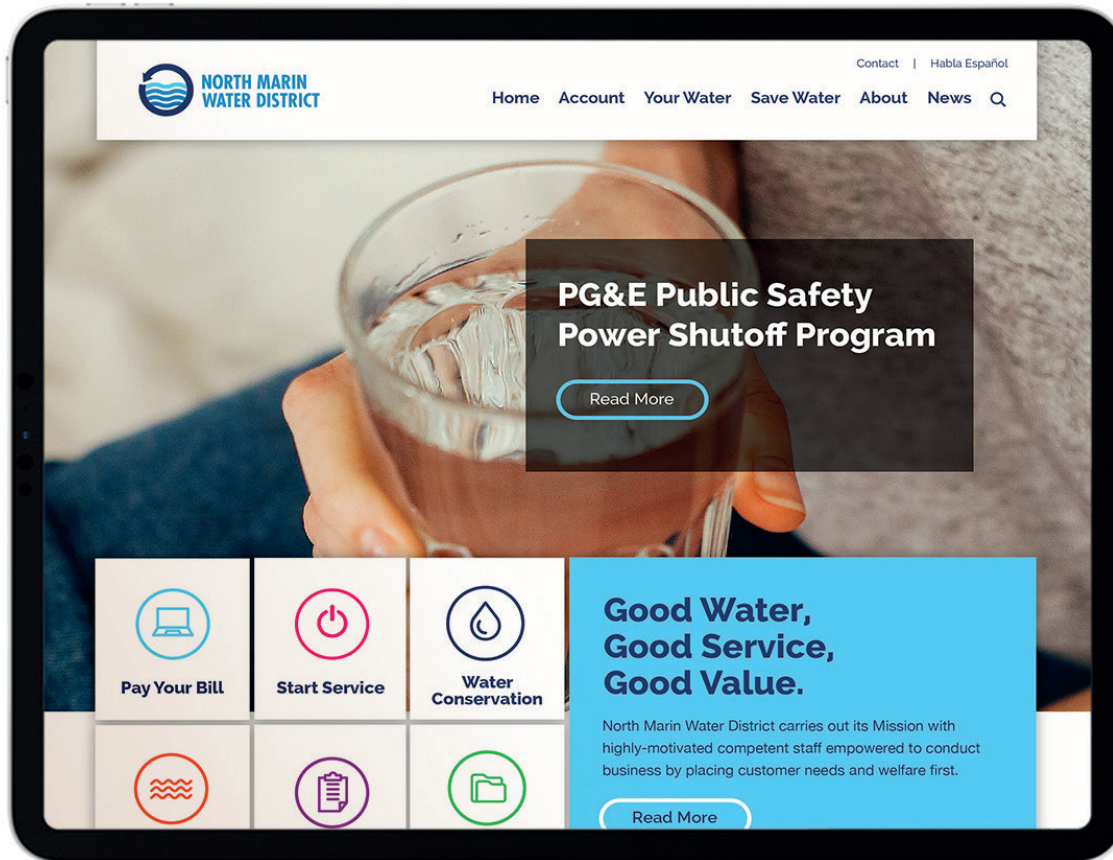 NORTH MARIN
WATER DISTRICT
Contact | Habla Español
Home Account Your Water Save Water About News
PG&E Public Safety
Power Shutoff Program
Read More
Pay Your Bill
Start Service
Water
Conservation
Good Water,
Good Service,
Good Value.
North Marin Water District carries out its Mission with
highly-motivated competent staff empowered to conduct
business by placing customer needs and welfare first.
Read More